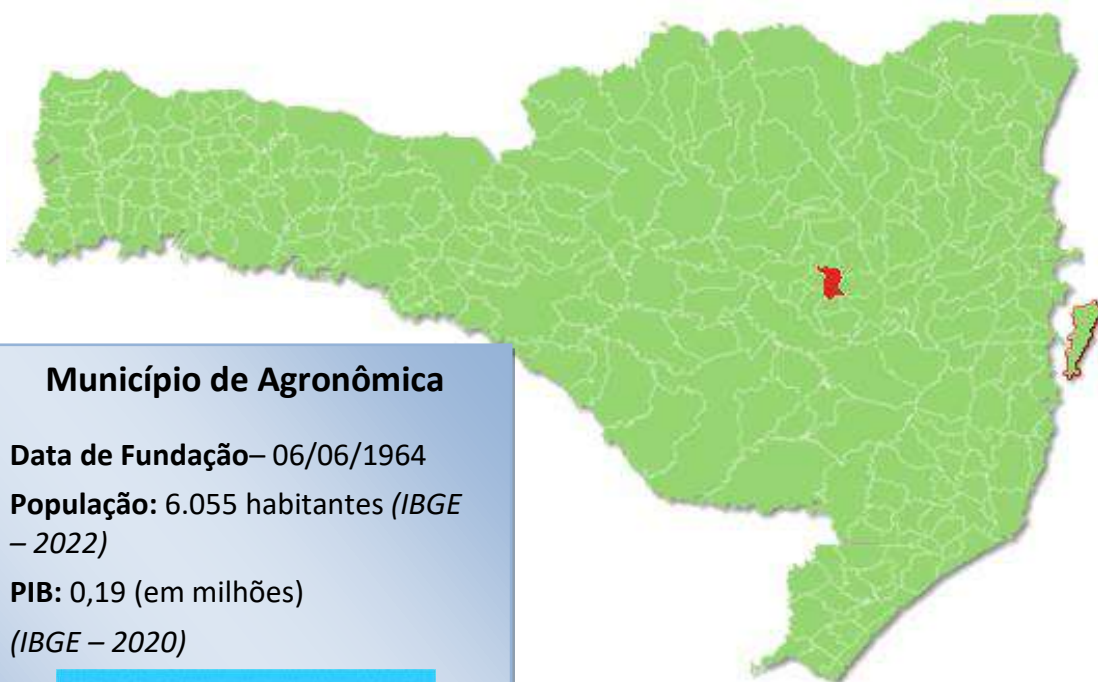 Município de Agronômica
Data de Fundação– 06/06/1964
População: 6.055 habitantes (IBGE
– 2022)
PIB: 0,19 (em milhões)
(IBGE – 2020)